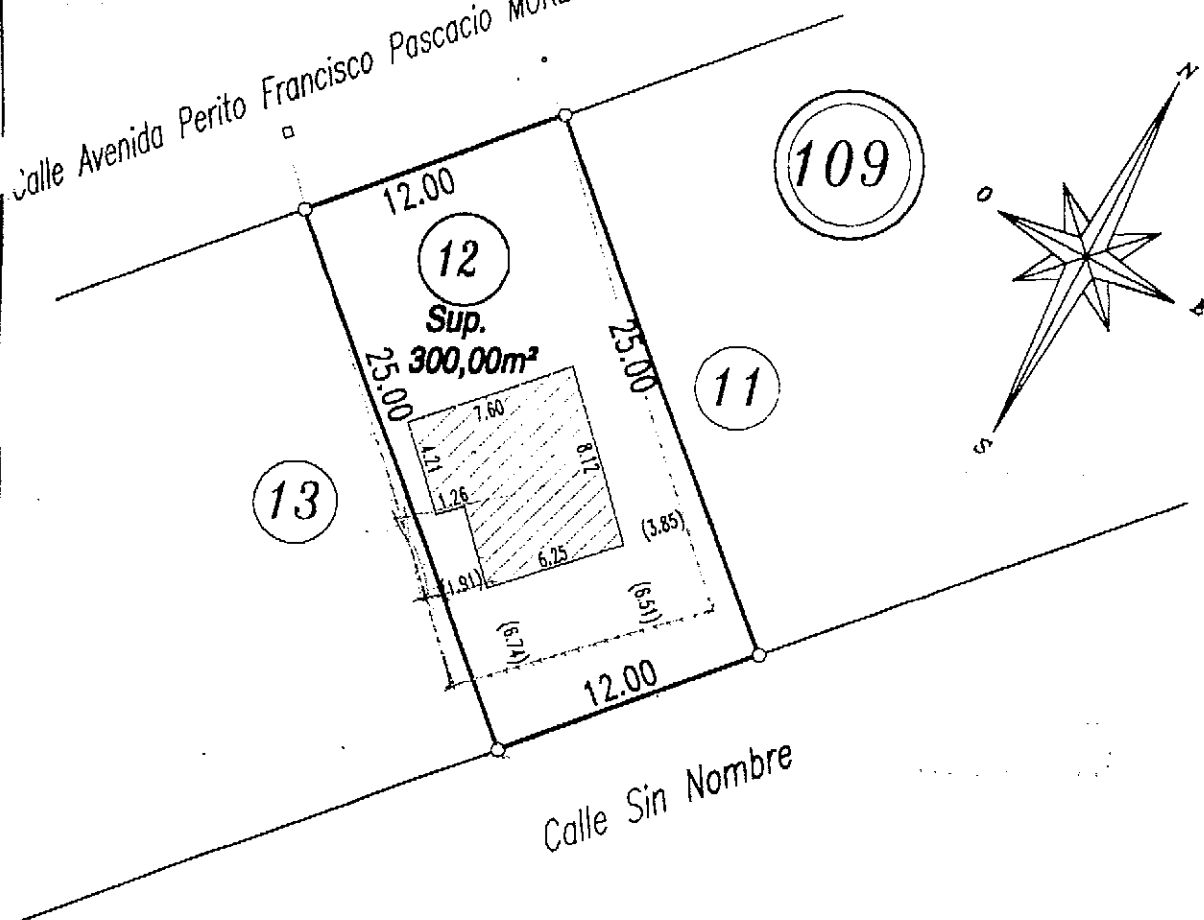 Calle Avenida Perito Francisco Pascacio
12.00
109
N
O
S
12
Sup.
300,00m²
25.00
25.00
11
13
7.60
4.21
8.12
1.26
6.25
(3.85)
(1.91)
(6.51)
(6.74)
12.00
Calle Sin Nombre